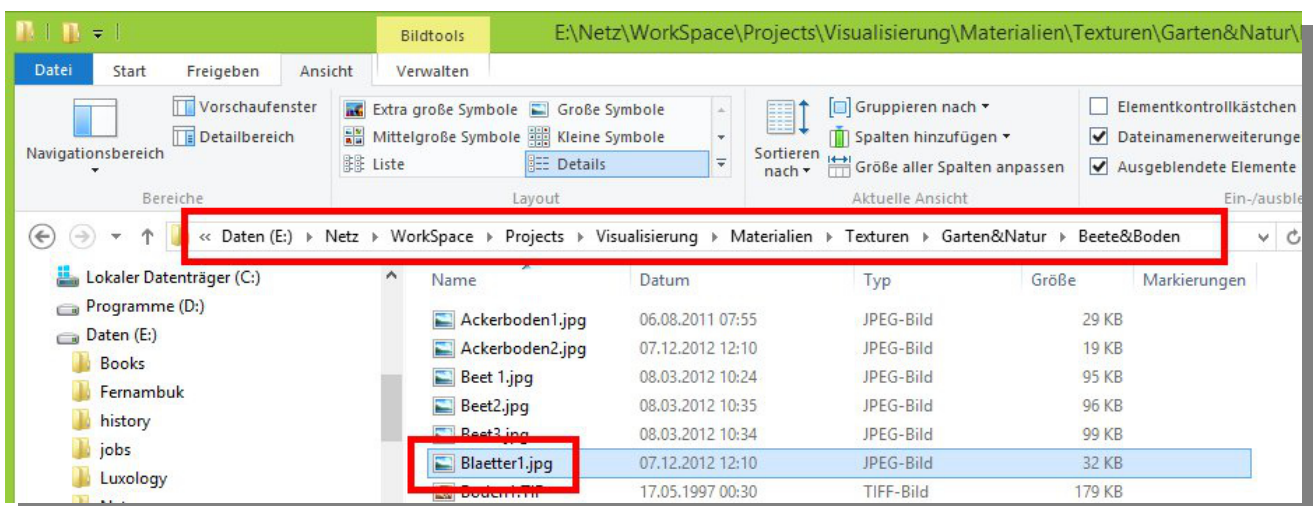 Bildtools E:\Netz\WorkSpace\Projects\Visualisierung\Materialien\Texturen\Garten&Natur\
Datei Start Freigeben Ansicht Verwalten
Vorschaufenster Extra große Symbole Große Symbole Gruppieren nach Elementkontrollkästchen
Detailbereich Mittelgroße Symbole Kleine Symbole Spalten hinzufügen Dateinamenerweiterunge
Navigationsbereich Liste Details Sortieren nach Größe aller Spalten anpassen Ausgeblendete Elemente
Bereiche Layout Aktuelle Ansicht Ein-/ausble
« Daten (E:) Netz WorkSpace Projects Visualisierung Materialien Texturen Garten&Natur Beete&Boden
Lokaler Datenträger (C:) Name Datum Typ Größe Markierungen
Programme (D:) Ackerboden1.jpg 06.08.2011 07:55 JPEG-Bild 29 KB
Daten (E:) Ackerboden2.jpg 07.12.2012 12:10 JPEG-Bild 19 KB
Books Beet 1.jpg 08.03.2012 10:24 JPEG-Bild 95 KB
Fernambuk Beet2.jpg 08.03.2012 10:35 JPEG-Bild 96 KB
history Beet3.jpg 08.03.2012 10:34 JPEG-Bild 99 KB
jobs Blaetter1.jpg 07.12.2012 12:10 JPEG-Bild 32 KB
Luxology Boden1.TIF 17.05.1997 00:30 TIFF-Bild 179 KB